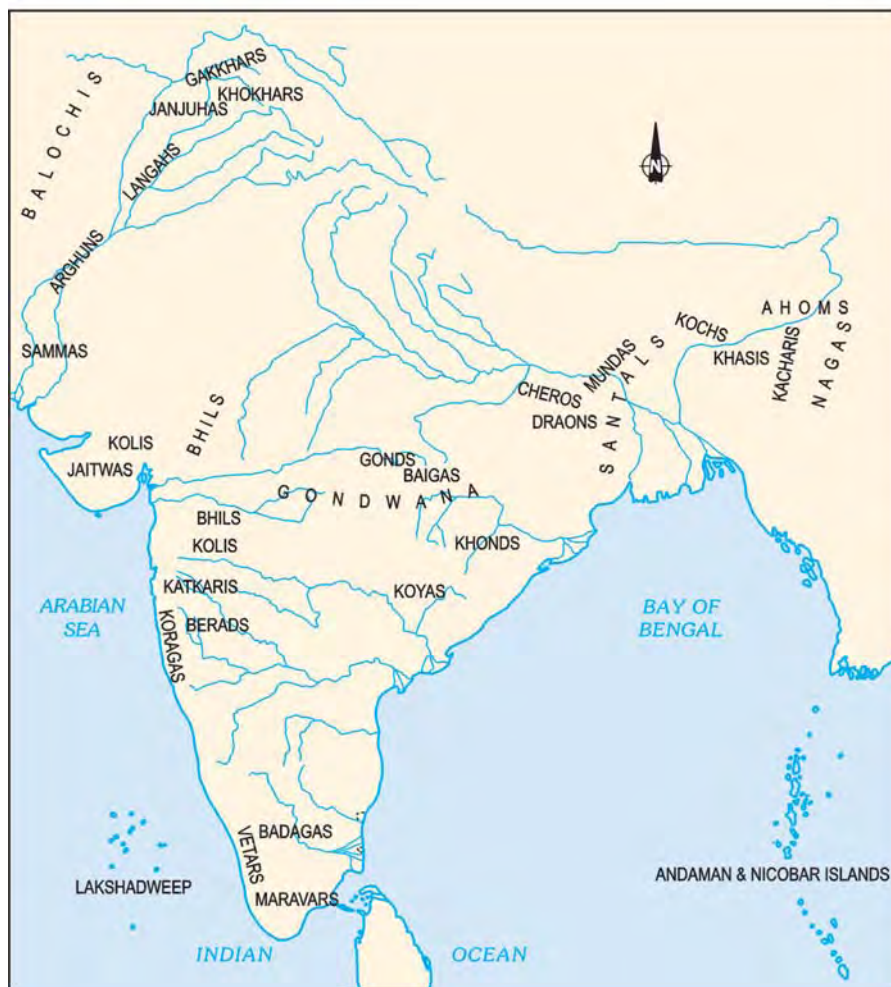 GAKKHARS
BALOCHIS
KHOKHARS
JANJUHAS
LANGAHS
N
ARGHUNS
SAMMAS
AHOMS
KOCHS
KHASIS
KACHARIS
NAGAS
MUNDAS
SANTALS
CHEROS
DRAONS
BHILS
KOLIS
JAITWAS
GONDS
BAIGAS
GONDWANA
BHILS
KOLIS
KHONDS
KATKARIS
KOYAS
ARABIAN
SEA
BERADS
KORAGAS
BAY OF
BENGAL
BADAGAS
VETARS
LAKSHADWEEP
MARAVARS
ANDAMAN & NICOBAR ISLANDS
INDIAN OCEAN